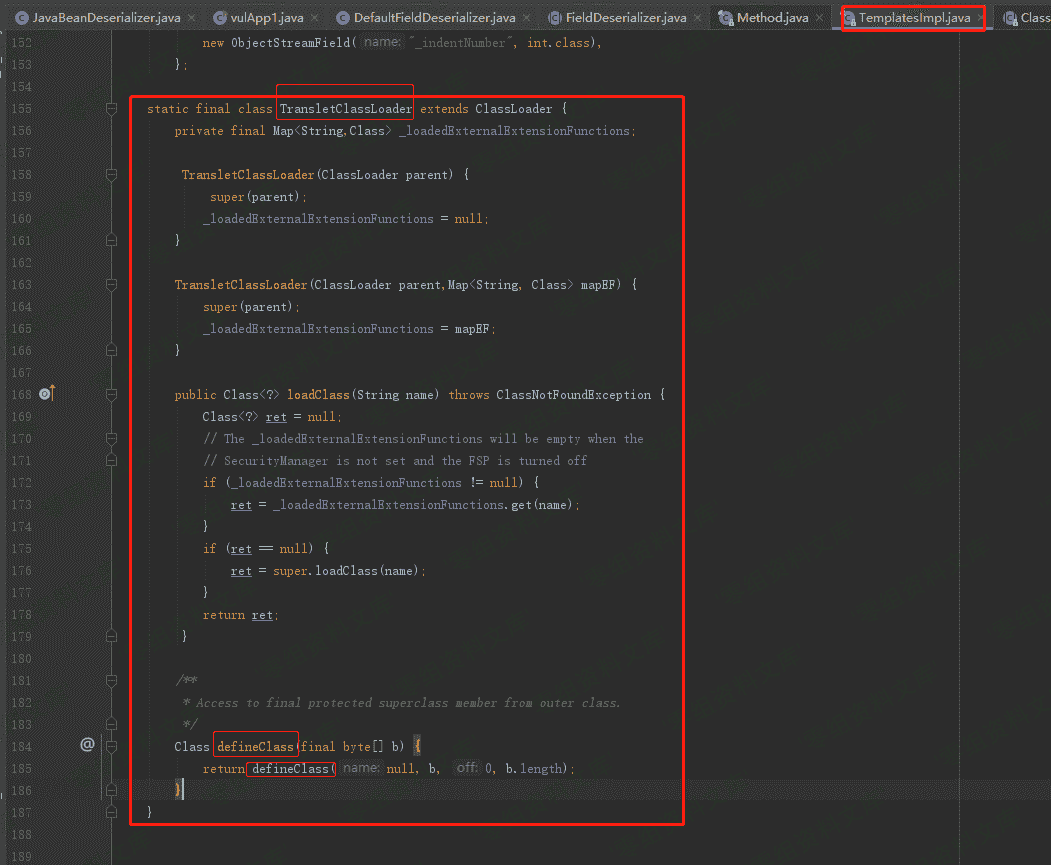 JavaBeanDeserializer.java × vulApp1.java × DefaultFieldDeserializer.java × FieldDeserializer.java × Method.java × TemplatesImpl.java × Class
152 new ObjectStreamField( name: "_indentNumber", int.class),
153 };
154
155 static final class TransletClassLoader extends ClassLoader {
156 private final Map<String,Class> _loadedExternalExtensionFunctions;
157
158 TransletClassLoader(ClassLoader parent) {
159 super(parent);
160 _loadedExternalExtensionFunctions = null;
161 }
162
163 TransletClassLoader(ClassLoader parent,Map<String, Class> mapEF) {
164 super(parent);
165 _loadedExternalExtensionFunctions = mapEF;
166 }
167
168 public Class<?> loadClass(String name) throws ClassNotFoundException {
169 Class<?> ret = null;
170 // The _loadedExternalExtensionFunctions will be empty when the
171 // SecurityManager is not set and the FSP is turned off
172 if (_loadedExternalExtensionFunctions != null) {
173 ret = _loadedExternalExtensionFunctions.get(name);
174 }
175 if (ret == null) {
176 ret = super.loadClass(name);
177 }
178 return ret;
179 }
180
181 /**
182 * Access to final protected superclass member from outer class.
183 */
184 @ Class defineClass(final byte[] b) {
185 return defineClass( name: null, b, off: 0, b.length);
186 }
187 }
188
189